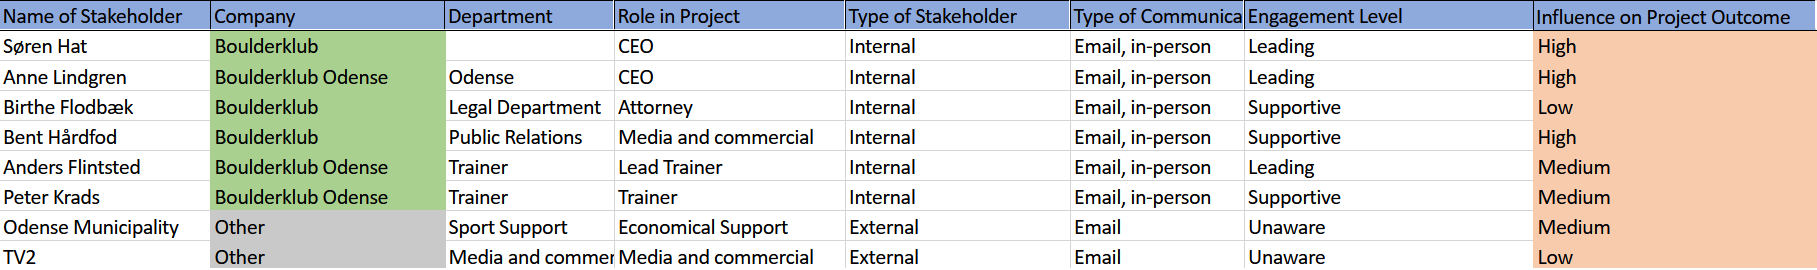 Name of Stakeholder Company Department Role in Project Type of Stakeholder Type of Communica Engagement Level Influence on Project Outcome
Søren Hat Boulderklub CEO Internal Email, in-person Leading High
Anne Lindgren Boulderklub Odense Odense CEO Internal Email, in-person Leading High
Birthe Flodbæk Boulderklub Legal Department Attorney Internal Email, in-person Supportive Low
Bent Hårdfod Boulderklub Public Relations Media and commercial Internal Email, in-person Supportive High
Anders Flintsted Boulderklub Odense Trainer Lead Trainer Internal Email, in-person Leading Medium
Peter Krads Boulderklub Odense Trainer Trainer Internal Email, in-person Supportive Medium
Odense Municipality Other Sport Support Economical Support External Email Unaware Medium
TV2 Other Media and commer Media and commercial External Email Unaware Low